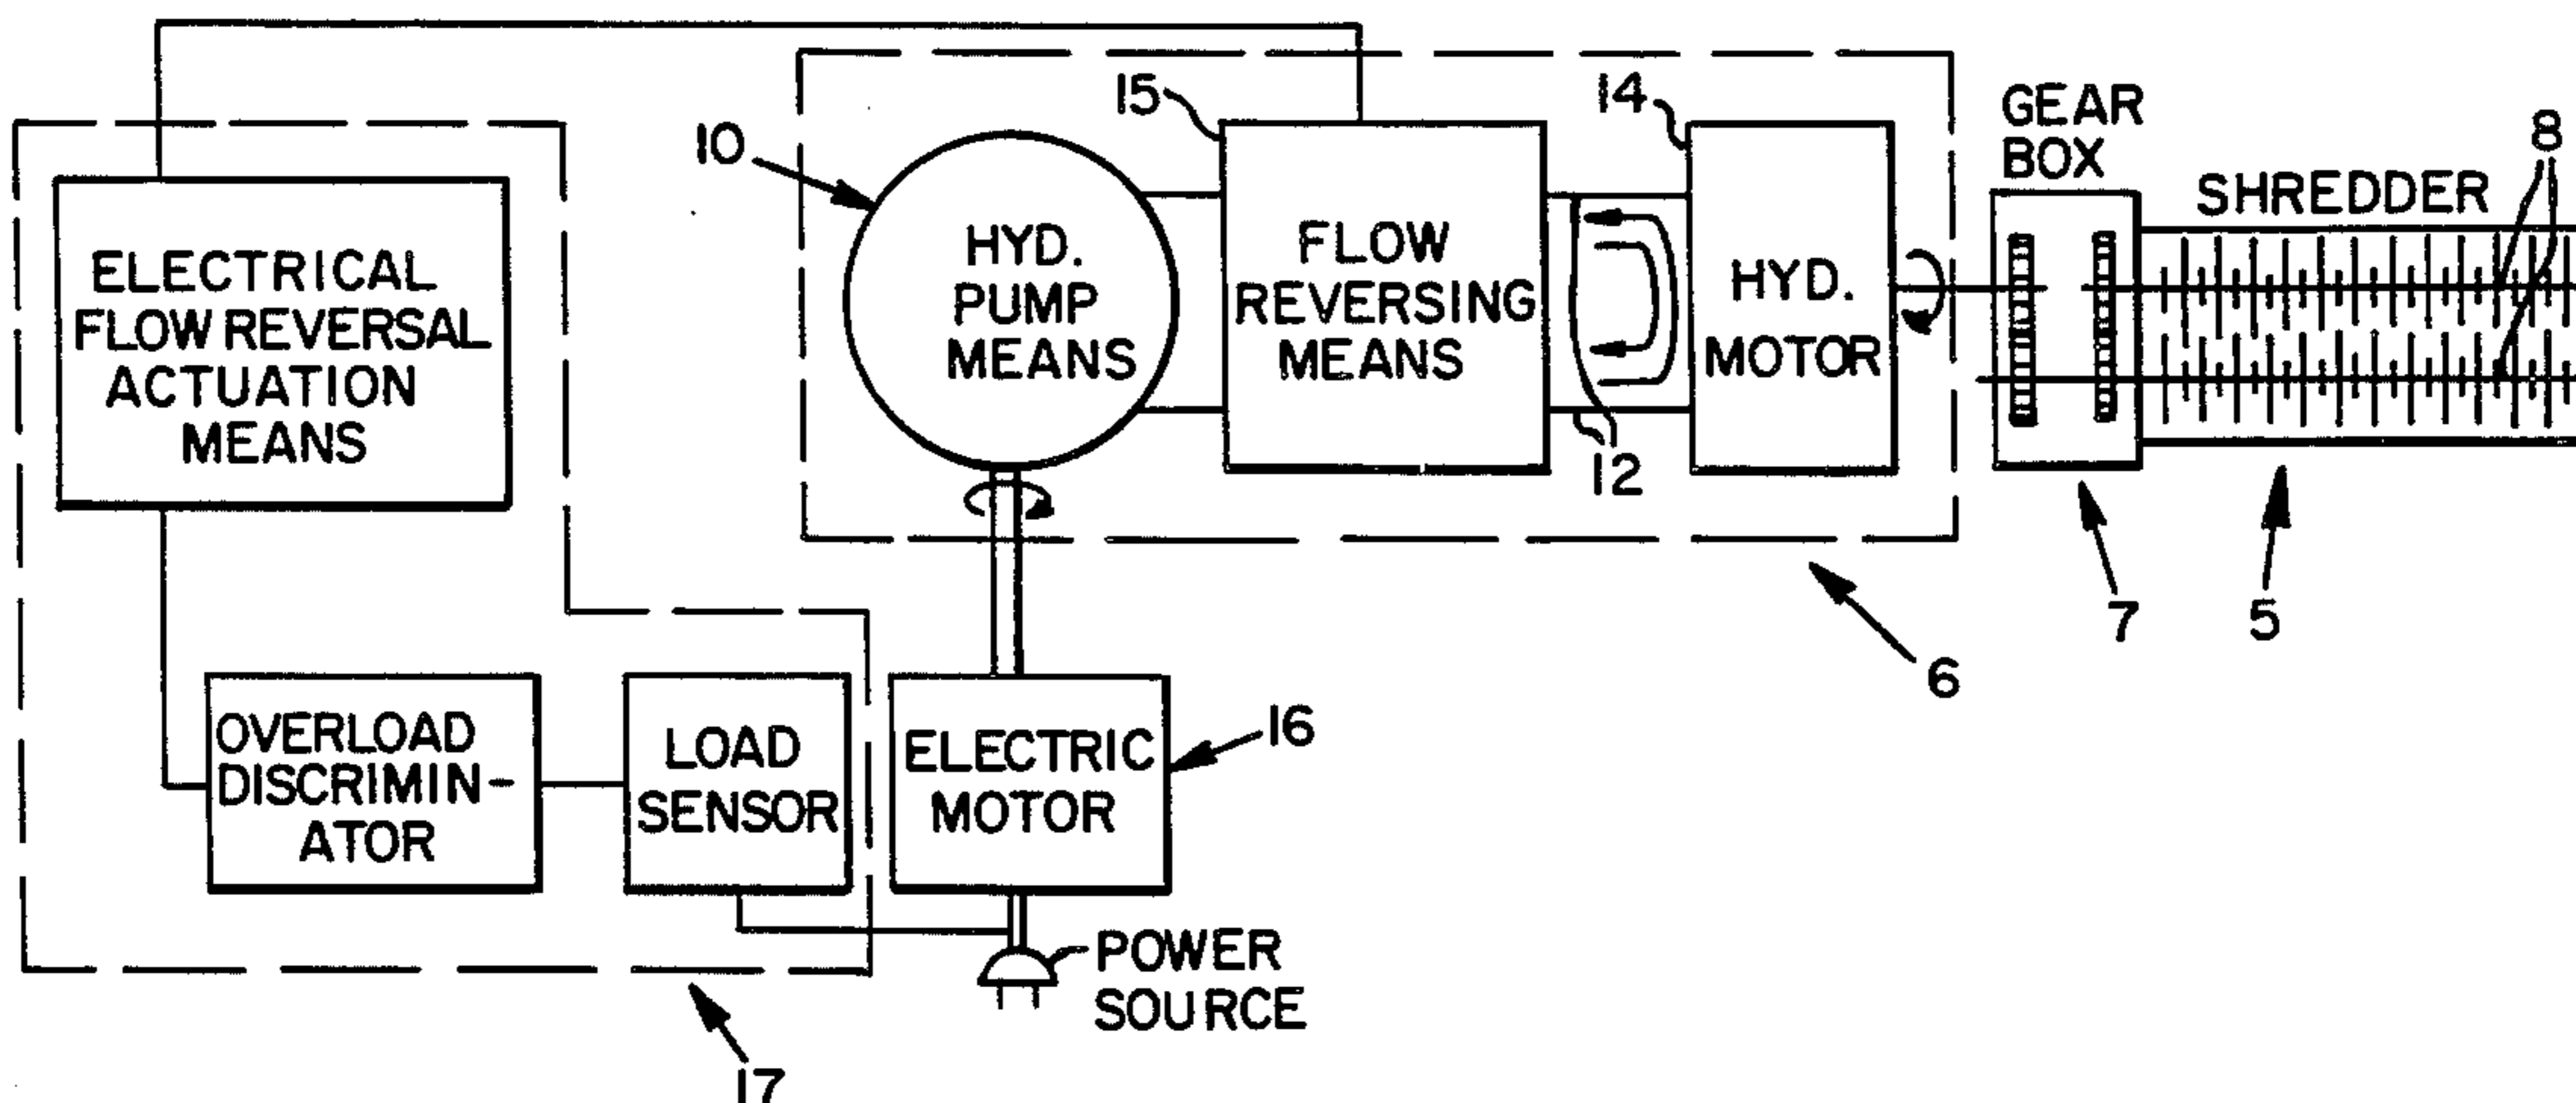 15
14
GEAR
BOX
8
10
SHREDDER
ELECTRICAL
FLOW REVERSAL
ACTUATION
MEANS
HYD.
PUMP
MEANS
FLOW
REVERSING
MEANS
HYD.
MOTOR
12
7
5
6
OVERLOAD
DISCRIMIN-
ATOR
LOAD
SENSOR
ELECTRIC
MOTOR
16
POWER
SOURCE
17